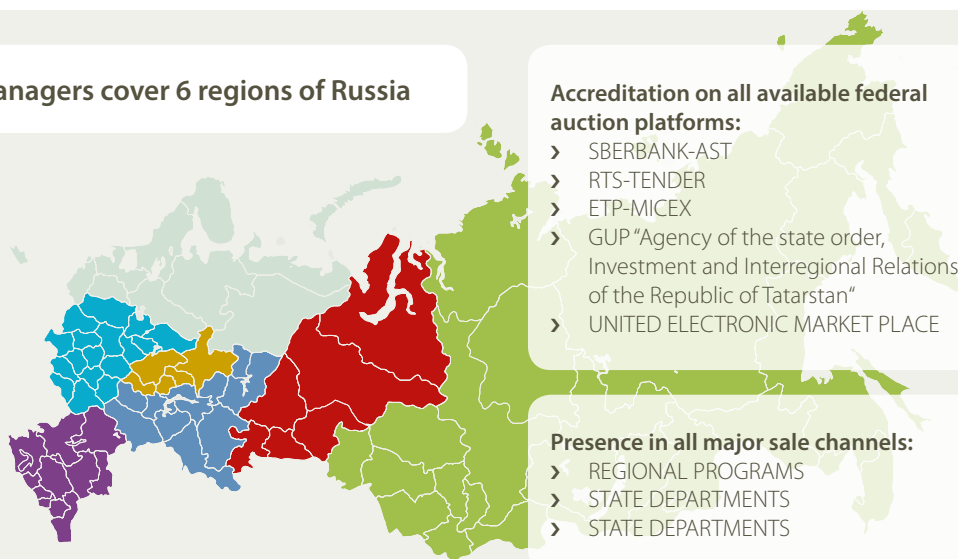 anagers cover 6 regions of Russia
Accreditation on all available federal
auction platforms:
› SBERBANK-AST
› RTS-TENDER
› ETP-MICEX
› GUP “Agency of the state order,
Investment and Interregional Relations
of the Republic of Tatarstan“
› UNITED ELECTRONIC MARKET PLACE
Presence in all major sale channels:
› REGIONAL PROGRAMS
› STATE DEPARTMENTS
› STATE DEPARTMENTS